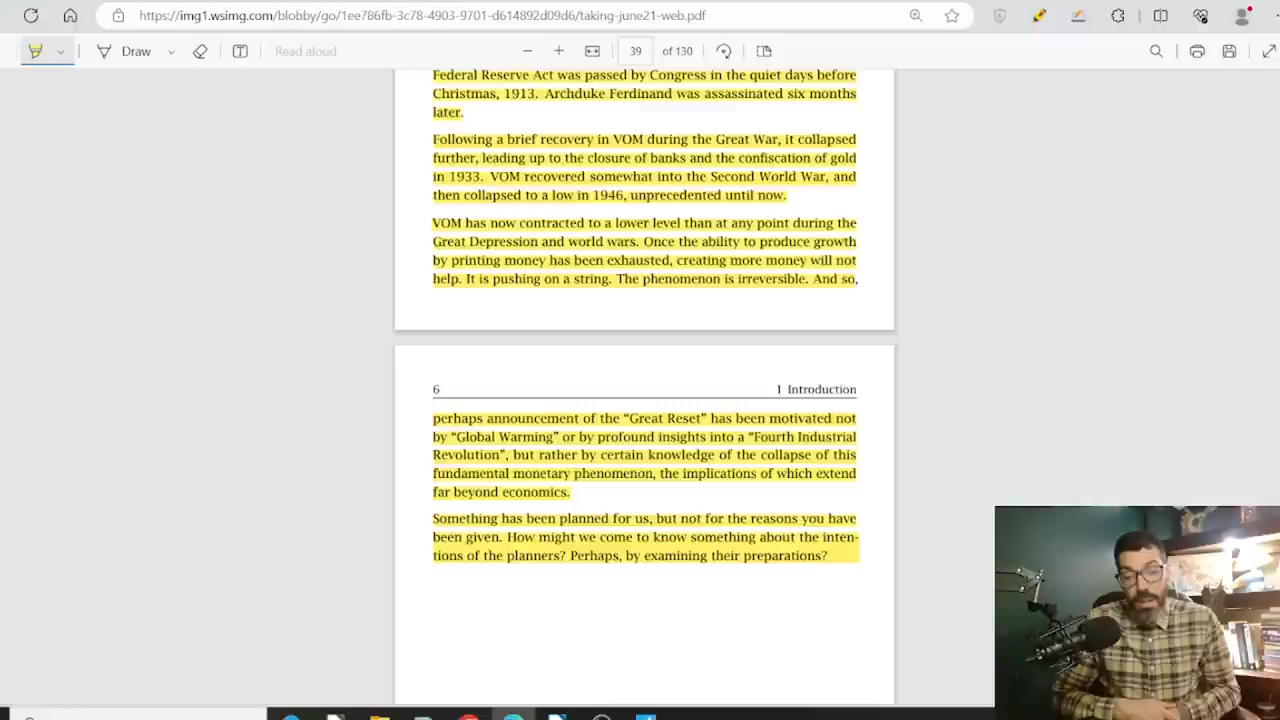 https://img1.wsimg.com/blobby/go/1ee786fb-3c78-4903-9701-d614892d09d6/taking-june21-web.pdf
Draw
Read aloud
39 of 130
Federal Reserve Act was passed by Congress in the quiet days before
Christmas, 1913. Archduke Ferdinand was assassinated six months
later.
Following a brief recovery in VOM during the Great War, it collapsed
further, leading up to the closure of banks and the confiscation of gold
in 1933. VOM recovered somewhat into the Second World War, and
then collapsed to a low in 1946, unprecedented until now.
VOM has now contracted to a lower level than at any point during the
Great Depression and world wars. Once the ability to produce growth
by printing money has been exhausted, creating more money will not
help. It is pushing on a string. The phenomenon is irreversible. And so,
6 I Introduction
perhaps announcement of the “Great Reset” has been motivated not
by “Global Warming” or by profound insights into a “Fourth Industrial
Revolution”, but rather by certain knowledge of the collapse of this
fundamental monetary phenomenon, the implications of which extend
far beyond economics.
Something has been planned for us, but not for the reasons you have
been given. How might we come to know something about the inten-
tions of the planners? Perhaps, by examining their preparations?